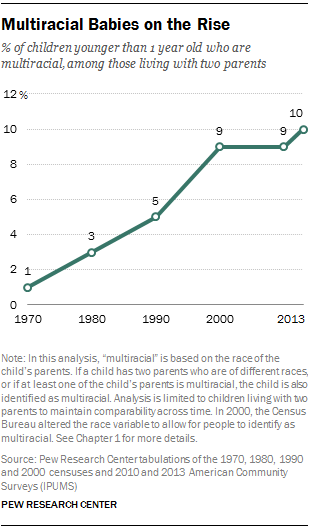 Multiracial Babies on the Rise
% of children younger than 1 year old who are
multiracial, among those living with two parents
12 %
10
8
6
4
2
0
1
3
5
9
9
10
1970
1980
1990
2000
2013
Note: In this analysis, “multiracial” is based on the race of the
child's parents. If a child has two parents who are of different races,
or if at least one of the child's parents is multiracial, the child is also
identified as multiracial. Analysis is limited to children living with two
parents to maintain comparability across time. In 2000, the Census
Bureau altered the race variable to allow for people to identify as
multiracial. See Chapter 1 for more details.
Source: Pew Research Center tabulations of the 1970, 1980, 1990
and 2000 censuses and 2010 and 2013 American Community
Surveys (IPUMS)
PEW RESEARCH CENTER